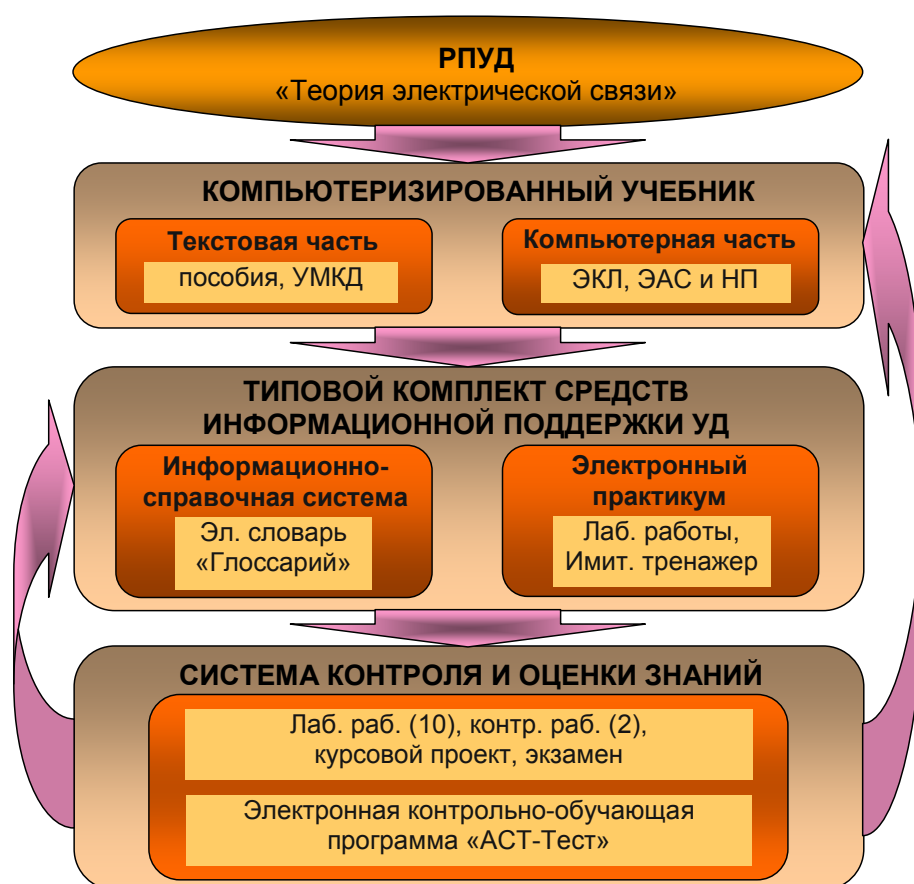 РПУД
«Теория электрической связи»
КОМПЬЮТЕРИЗИРОВАННЫЙ УЧЕБНИК
Текстовая часть
пособия, УМКД
Компьютерная часть
ЭКЛ, ЭАС и НП
ТИПОВОЙ КОМПЛЕКТ СРЕДСТВ
ИНФОРМАЦИОННОЙ ПОДДЕРЖКИ УД
Информационно-
справочная система
Эл. словарь
«Глоссарий»
Электронный
практикум
Лаб. работы,
Имит. тренажер
СИСТЕМА КОНТРОЛЯ И ОЦЕНКИ ЗНАНИЙ
Лаб. раб. (10), контр. раб. (2),
курсовой проект, экзамен
Электронная контрольно-обучающая
программа «АСТ-Тест»